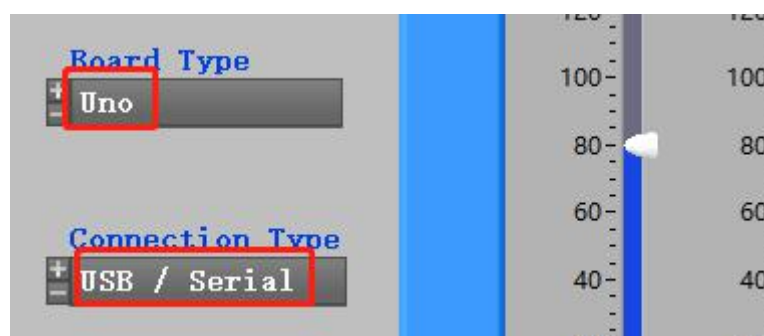 Board Type
Uno
Connection Type
USB / Serial
100 100
80 80
60 60
40 40